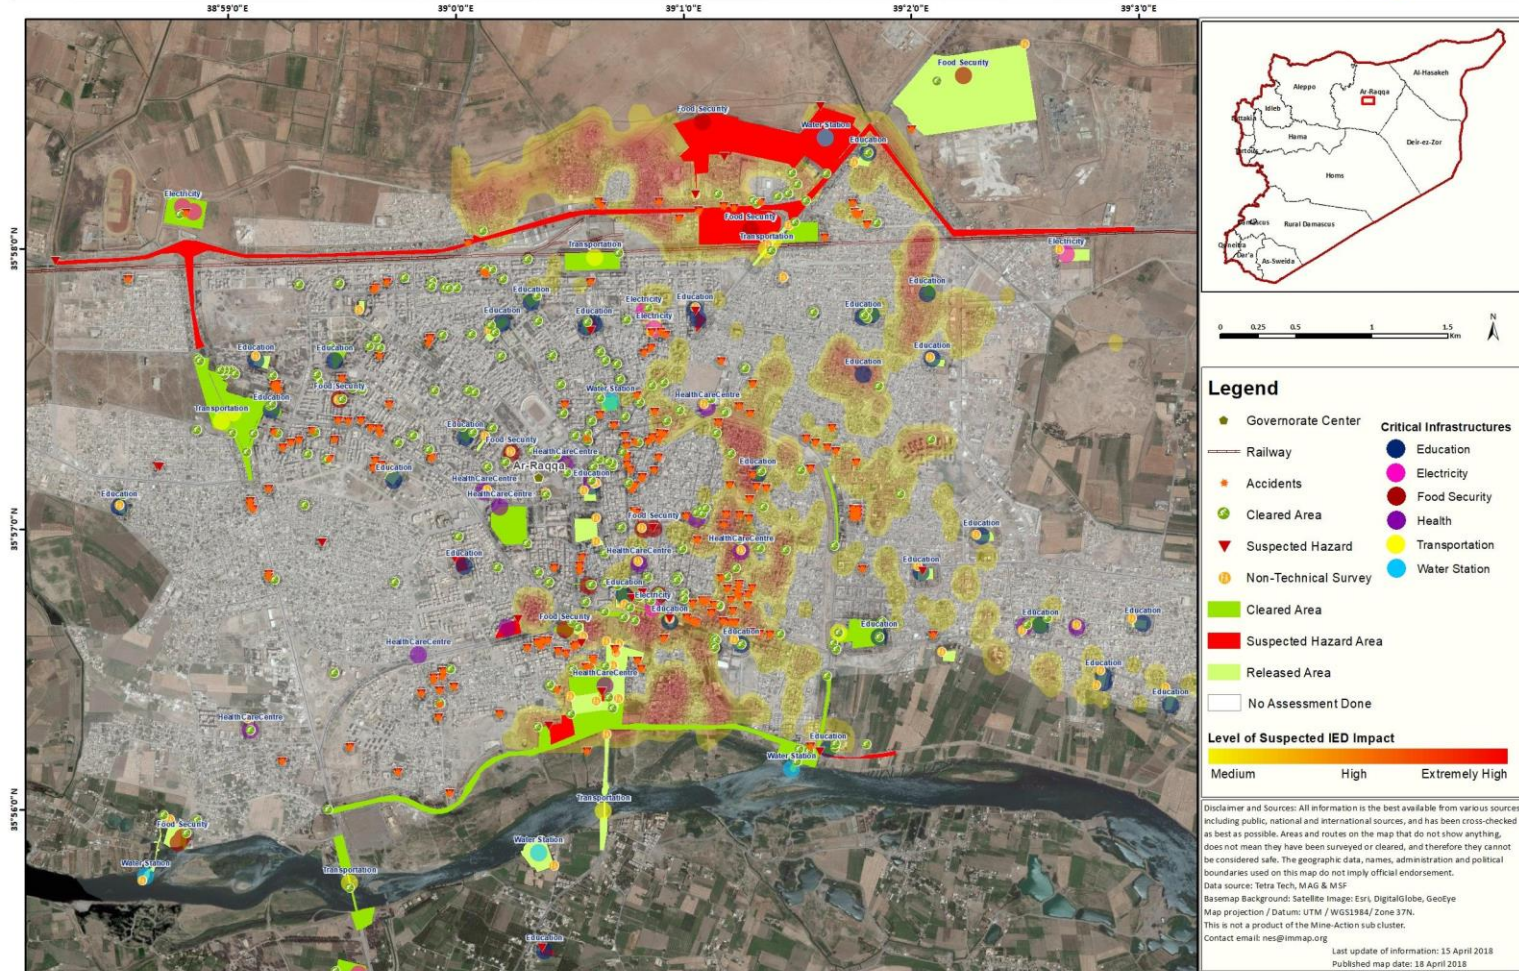 38°59'0"E
39°0'0"E
39°1'0"E
39°2'0"E
39°3'0"E
35°58'0"N
35°57'0"N
35°56'0"N
Food Security
Food Security
Water Station
Education
Electricity
Food Security
Transportation
Transportation
Electricity
Education
Education
Electricity
Education
Education
Education
Education
Electricity
Education
Education
Education
Education
Food Security
Water Station
HealthCareCentre
Education
Transportation
Education
Food Security
HealthCareCentre
Ar-Raqqa
Education
Education
Education
HealthCareCentre
HealthCareCentre
Education
Food Security
Education
HealthCareCentre
HealthCareCentre
Education
Education
Education
Electricity
Education
Food Security
Education
Education
Education
Education
HealthCareCentre
HealthCareCentre
Education
Education
HealthCareCentre
Education
Water Station
Transportation
Food Security
Water Station
Water Station
Transportation
Education
Al-Hasakeh
Aleppo
Ar-Raqqa
Idleb
Hama
Deir-ez-Zor
Homs
Rural Damascus
Quneitra
Dar'a
As-Sweida
N
0 0.25 0.5 1 1.5
Km
Legend
Governorate Center
Railway
Accidents
Cleared Area
Suspected Hazard
Non-Technical Survey
Cleared Area
Suspected Hazard Area
Released Area
No Assessment Done
Critical Infrastructures
Education
Electricity
Food Security
Health
Transportation
Water Station
Level of Suspected IED Impact
Medium High Extremely High
Disclaimer and Sources: All information is the best available from various sources
including public, national and international sources, and has been cross-checked
as best as possible. Areas and routes on the map that do not show anything,
does not mean they have been surveyed or cleared, and therefore they cannot
be considered safe. The geographic data, names, administration and political
boundaries used on this map do not imply official endorsement.
Data source: Tetra Tech, MAG & MSF
Basemap Background: Satellite Image: Esri, DigitalGlobe, GeoEye
Map projection / Datum: UTM / WGS1984/ Zone 37N.
This is not a product of the Mine-Action sub cluster.
Contact email: nes@immap.org
Last update of information: 15 April 2018
Published map date: 18 April 2018